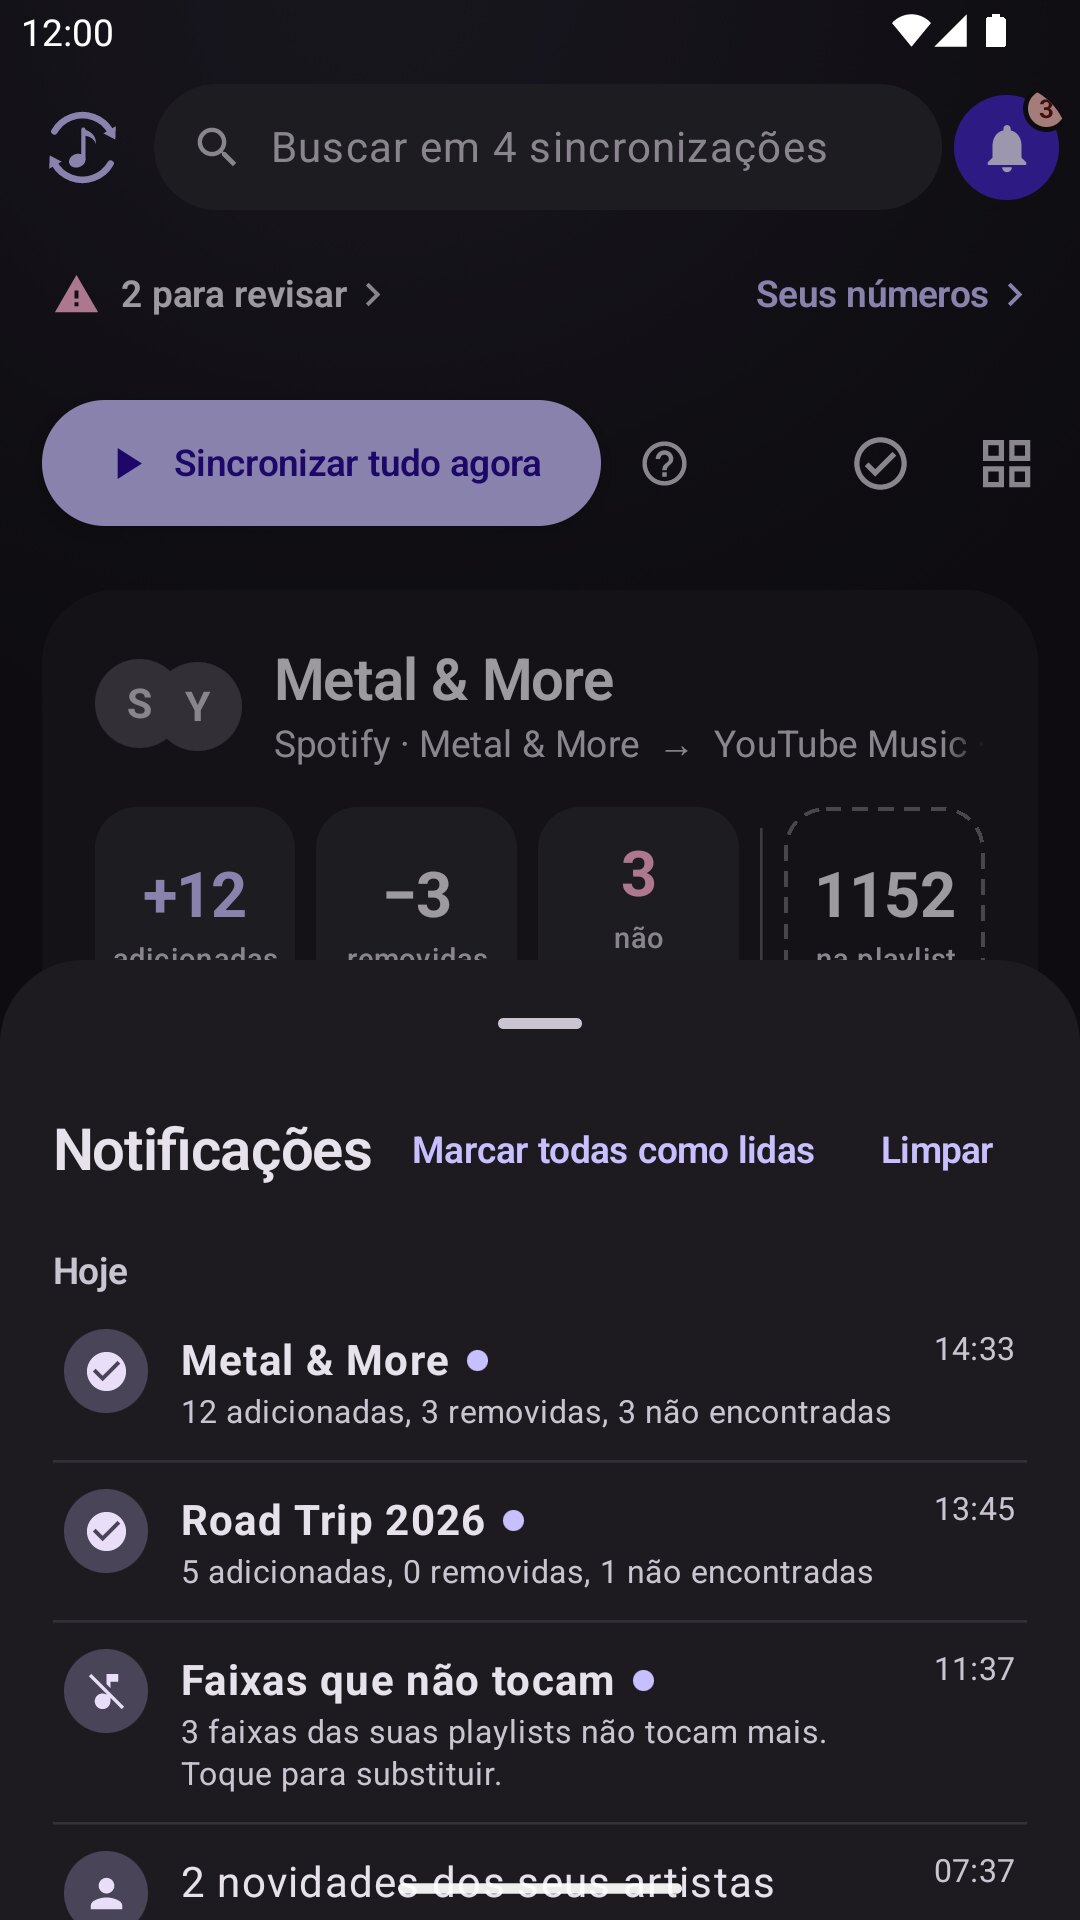 12:00
Buscar em 4 sincronizações
3
2 para revisar
Seus números
Sincronizar tudo agora
S Y
Metal & More
Spotify · Metal & More → YouTube Music
+12
adicionadas
−3
removidas
3
não
1152
na playlist
Notificações
Marcar todas como lidas
Limpar
Hoje
Metal & More
14:33
12 adicionadas, 3 removidas, 3 não encontradas
Road Trip 2026
13:45
5 adicionadas, 0 removidas, 1 não encontradas
Faixas que não tocam
11:37
3 faixas das suas playlists não tocam mais.
Toque para substituir.
2 novidades dos seus artistas
07:37